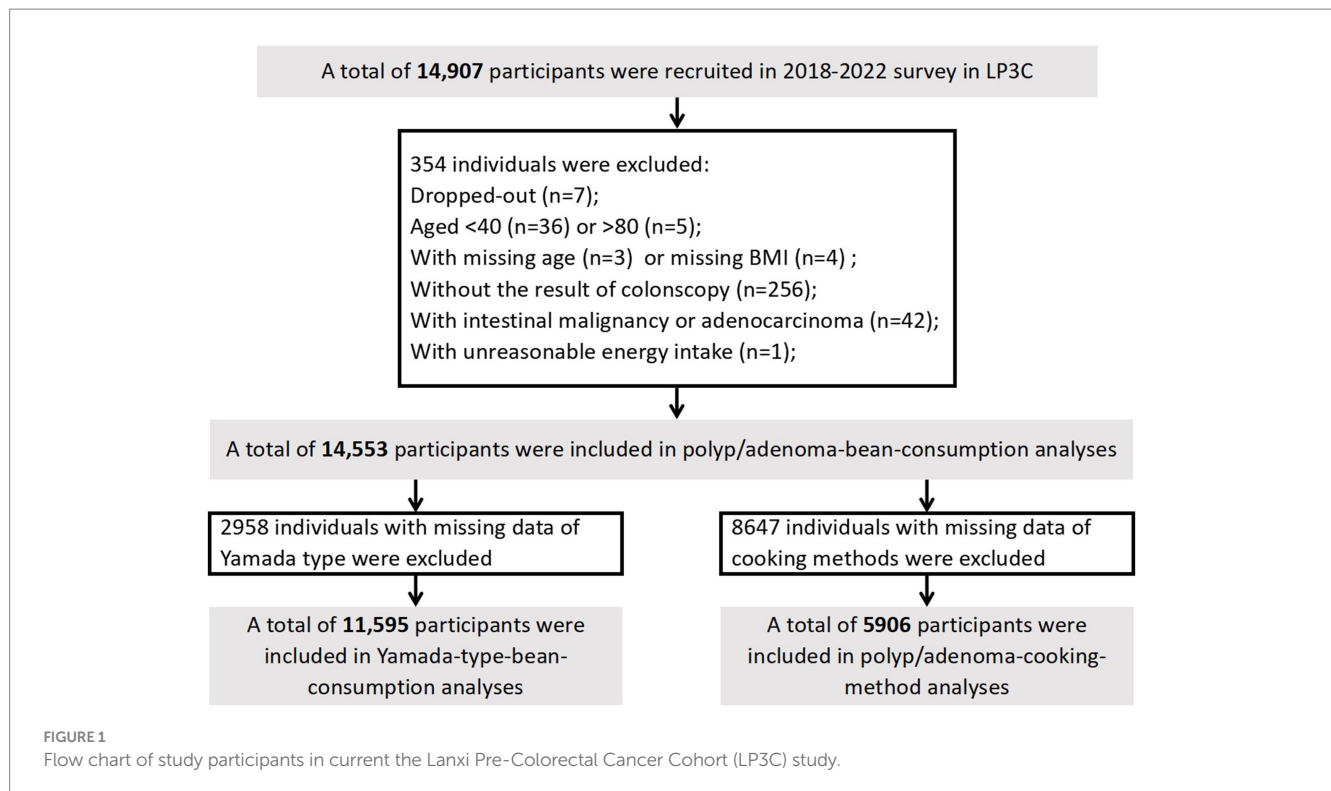 A total of 14,907 participants were recruited in 2018-2022 survey in LP3C
354 individuals were excluded:
Dropped-out (n=7);
Aged <40 (n=36) or >80 (n=5);
With missing age (n=3) or missing BMI (n=4) ;
Without the result of colonscopy (n=256);
With intestinal malignancy or adenocarcinoma (n=42);
With unreasonable energy intake (n=1);
A total of 14,553 participants were included in polyp/adenoma-bean-consumption analyses
2958 individuals with missing data of
Yamada type were excluded
8647 individuals with missing data of
cooking methods were excluded
A total of 11,595 participants were
included in Yamada-type-bean-
consumption analyses
A total of 5906 participants were
included in polyp/adenoma-cooking-
method analyses
FIGURE 1
Flow chart of study participants in current the Lanxi Pre-Colorectal Cancer Cohort (LP3C) study.